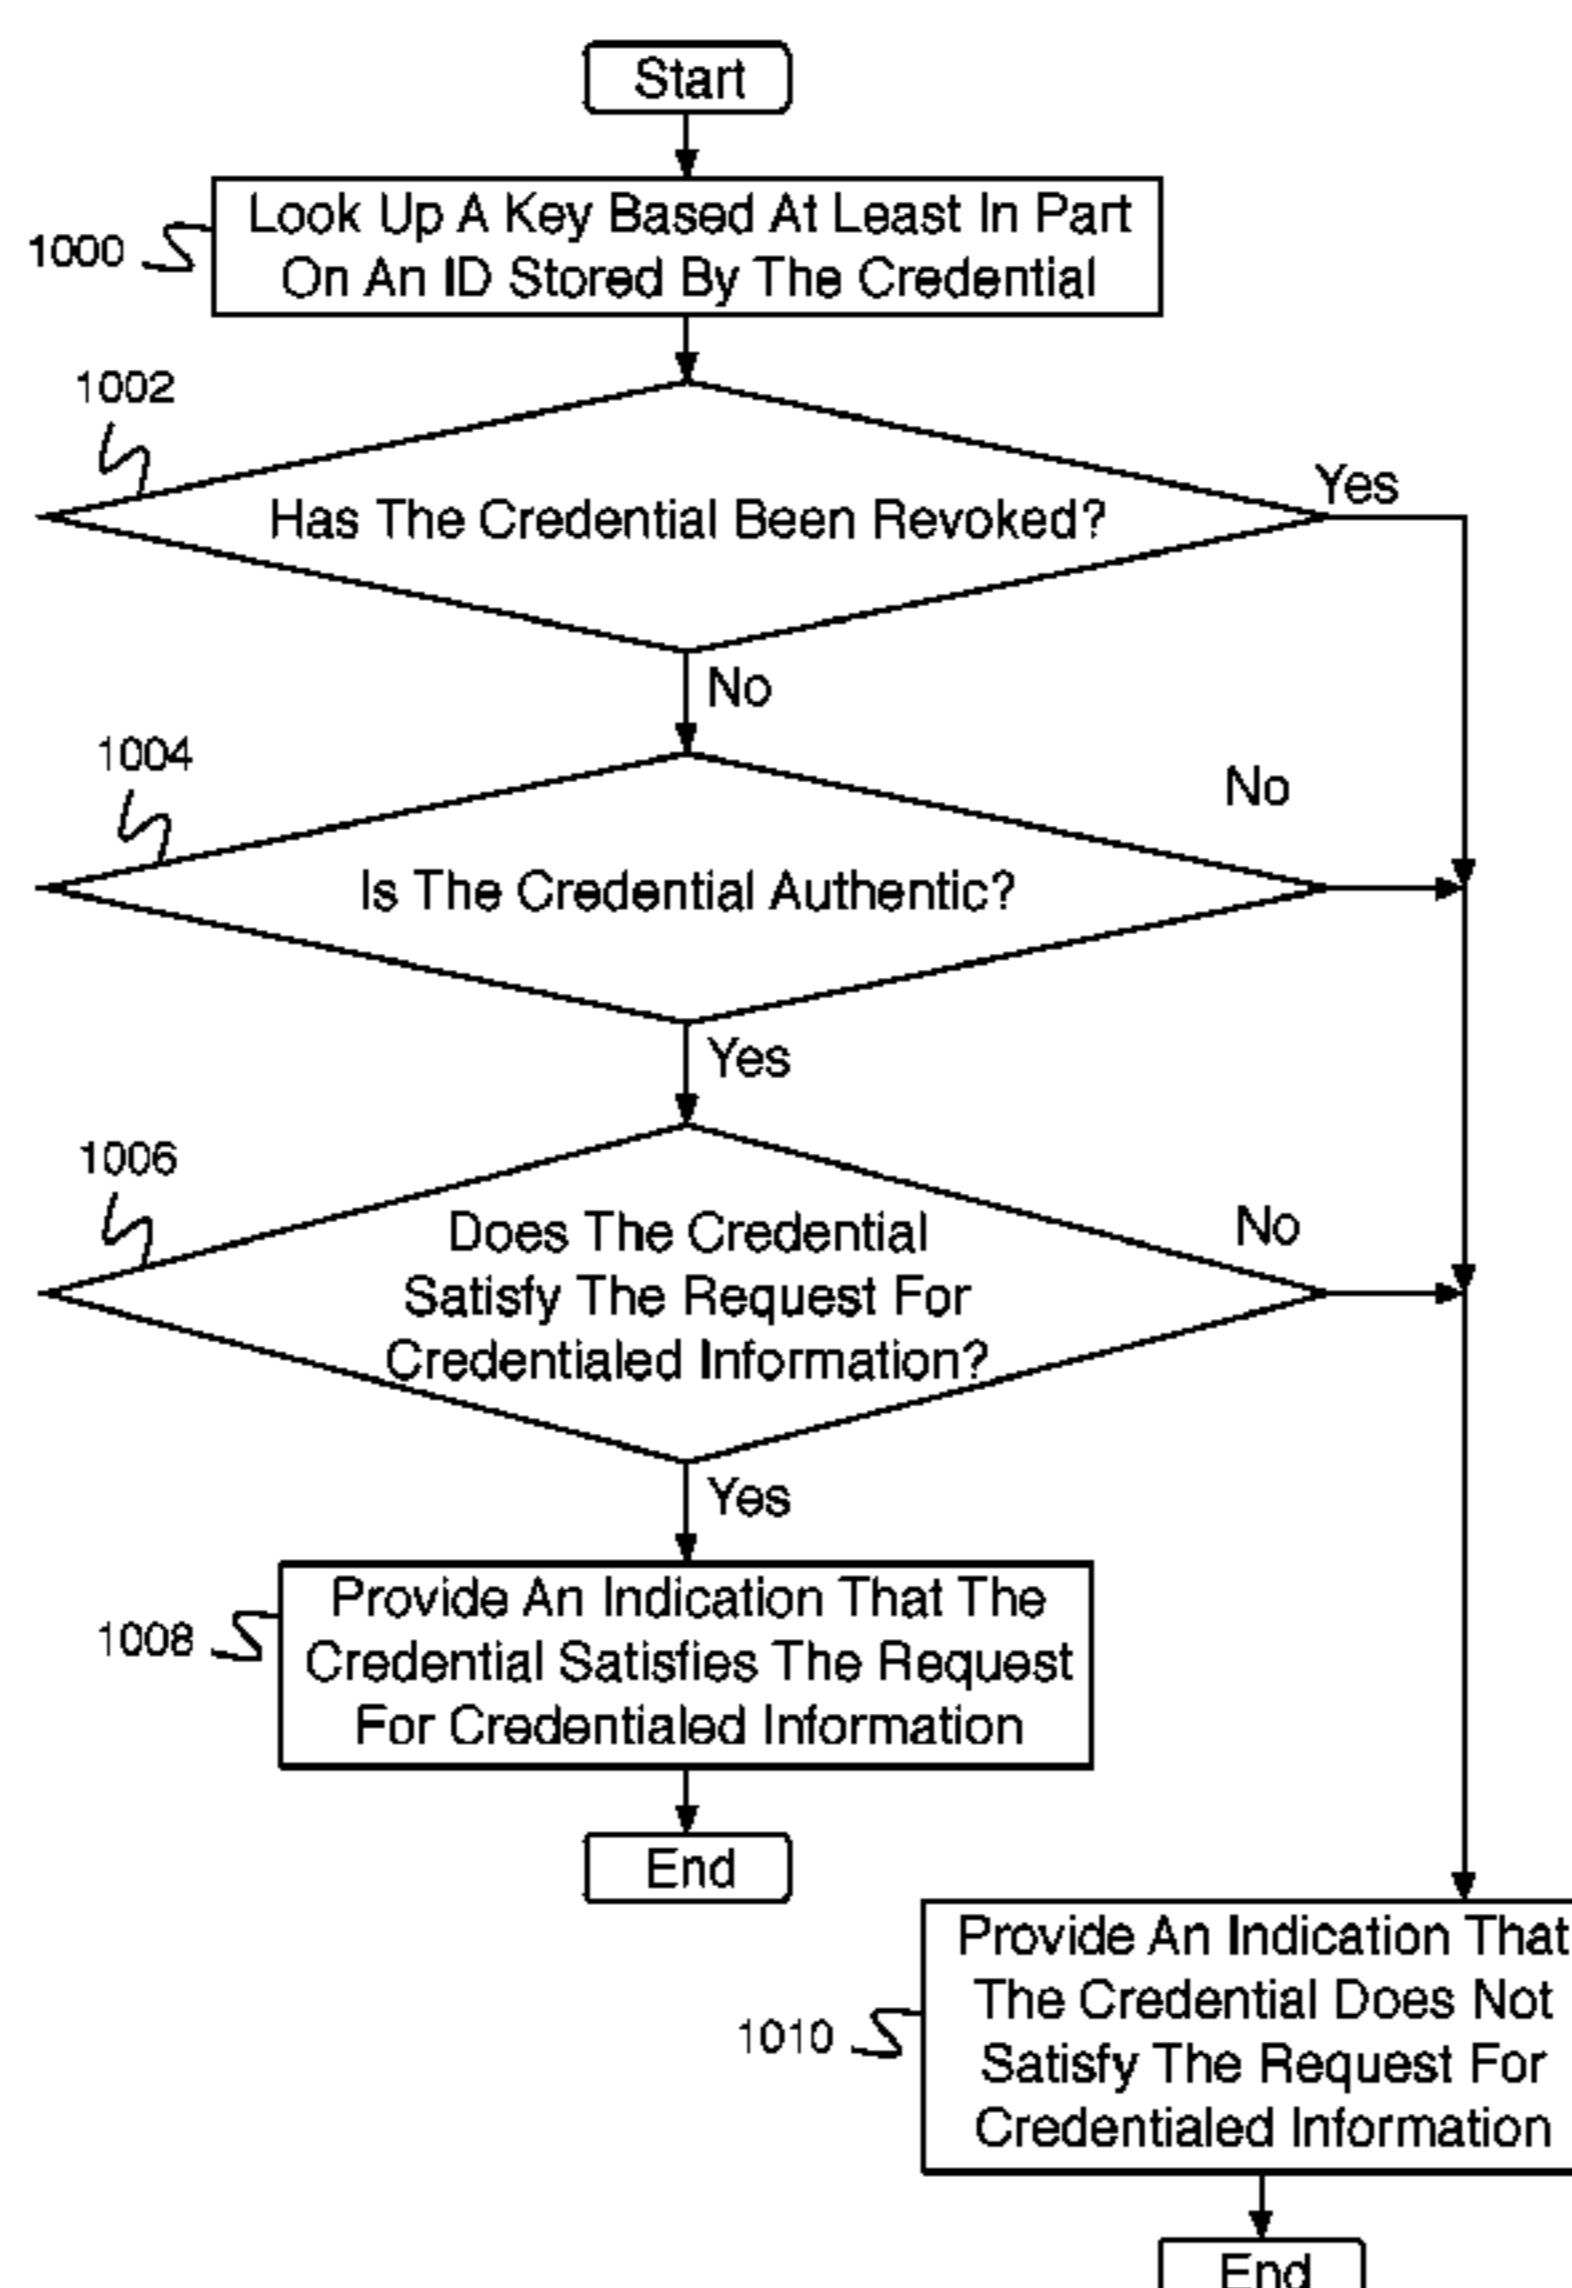 Start
Look Up A Key Based At Least In Part
On An ID Stored By The Credential
1000
1002
Has The Credential Been Revoked?
Yes
No
1004
No
Is The Credential Authentic?
Yes
1006
No
Does The Credential
Satisfy The Request For
Credentialed Information?
Yes
Provide An Indication That The
Credential Satisfies The Request
For Credentialed Information
1008
End
Provide An Indication That
The Credential Does Not
Satisfy The Request For
Credentialed Information
1010
End